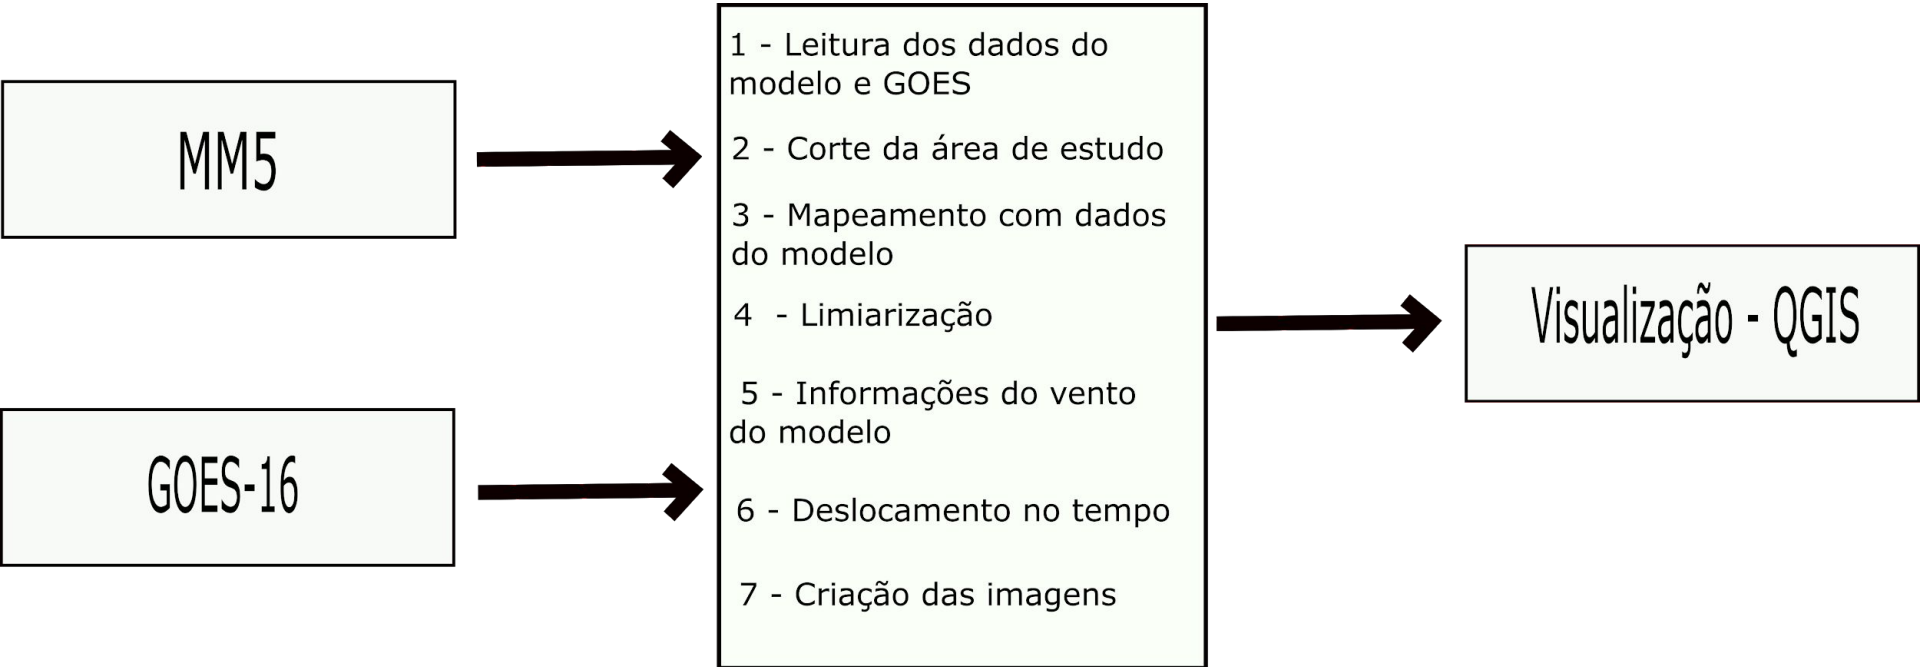 MM5
GOES-16
1 - Leitura dos dados do
modelo e GOES
2 - Corte da área de estudo
3 - Mapeamento com dados
do modelo
4  - Limiarização
5 - Informações do vento
do modelo
6 - Deslocamento no tempo
7 - Criação das imagens
Visualização - QGIS